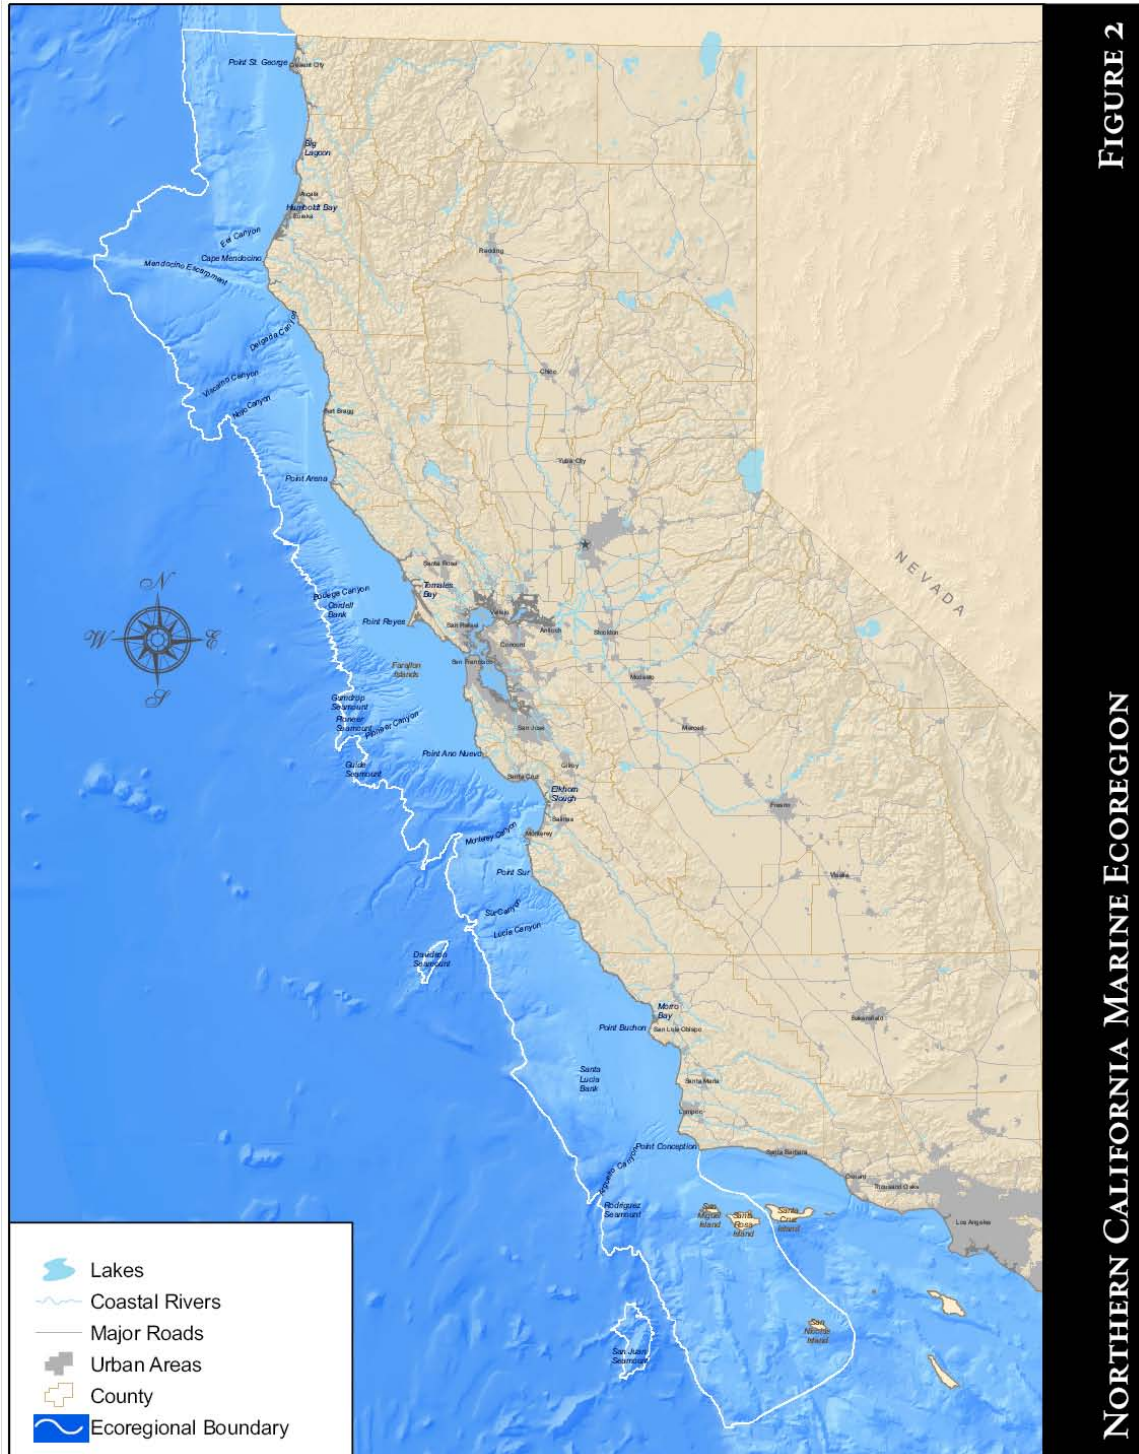 FIGURE 2
NORTHERN CALIFORNIA MARINE ECOREGION
Point St. George
Crescent City
Big
Lagoon
Arcata
Humboldt Bay
Eureka
Eel Canyon
Cape Mendocino
Mendocino Escarpment
Redding
Delgada Canyon
Viscaino Canyon
Noyo Canyon
Chico
Fort Bragg
Yuba City
Point Arena
NEVADA
Santa Rosa
Bodega Canyon
Cordell
Bank
Tomales
Bay
Point Reyes
San Rafael
Vallejo
Antioch
Concord
Stockton
N
W
E
S
Farallon
Islands
San Francisco
Modesto
Gumdrop
Seamount
Pioneer
Seamount
Pioneer Canyon
San Jose
Merced
Point Ano Nuevo
Guide
Seamount
Gilroy
Santa Cruz
Elkhorn
Slough
Salinas
Fresno
Monterey Canyon
Monterey
Point Sur
Visalia
Sur Canyon
Lucia Canyon
Davidson
Seamount
Morro
Bay
Point Buchon
San Luis Obispo
Bakersfield
Santa
Lucia
Bank
Santa Maria
Lompoc
Point Conception
Santa Barbara
Arguello Canyon
Oxnard
Thousand Oaks
Rodriguez
Seamount
San
Miguel
Island
Santa
Rosa
Island
Santa
Cruz
Island
Los Angeles
San
Nicolas
Island
San Juan
Seamount
Lakes
Coastal Rivers
Major Roads
Urban Areas
County
Ecoregional Boundary